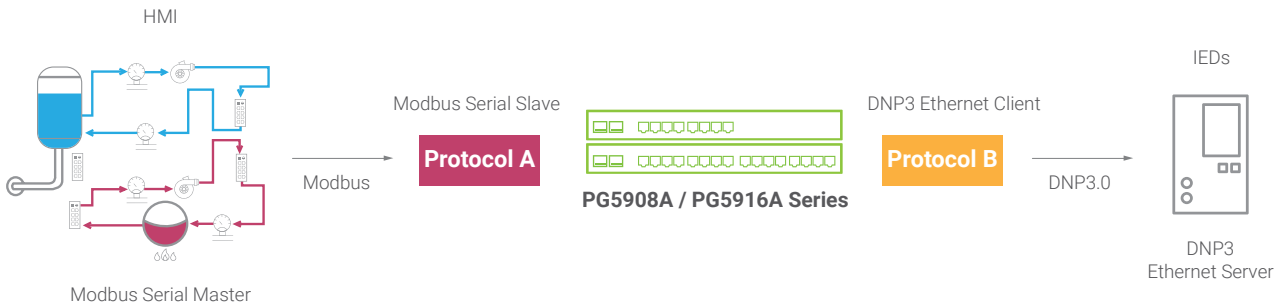 HMI
Modbus Serial Master
Modbus
Modbus Serial Slave
Protocol A
PG5908A / PG5916A Series
DNP3 Ethernet Client
Protocol B
DNP3.0
IEDs
DNP3
Ethernet Server